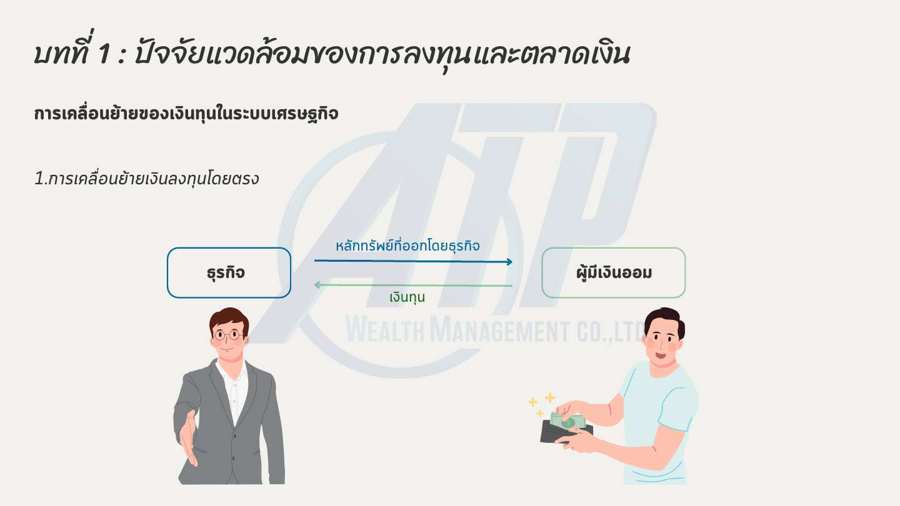 บทที่ 1 : ปัจจัยแวดล้อมของการลงทุนและตลาดเงิน
การเคลื่อนย้ายของเงินทุนในระบบเศรษฐกิจ
1.การเคลื่อนย้ายเงินลงทุนโดยตรง
หลักทรัพย์ที่ออกโดยธุรกิจ
ธุรกิจ
ผู้มีเงินออม
เงินทุน
ATP
WEALTH MANAGEMENT CO.,LTD